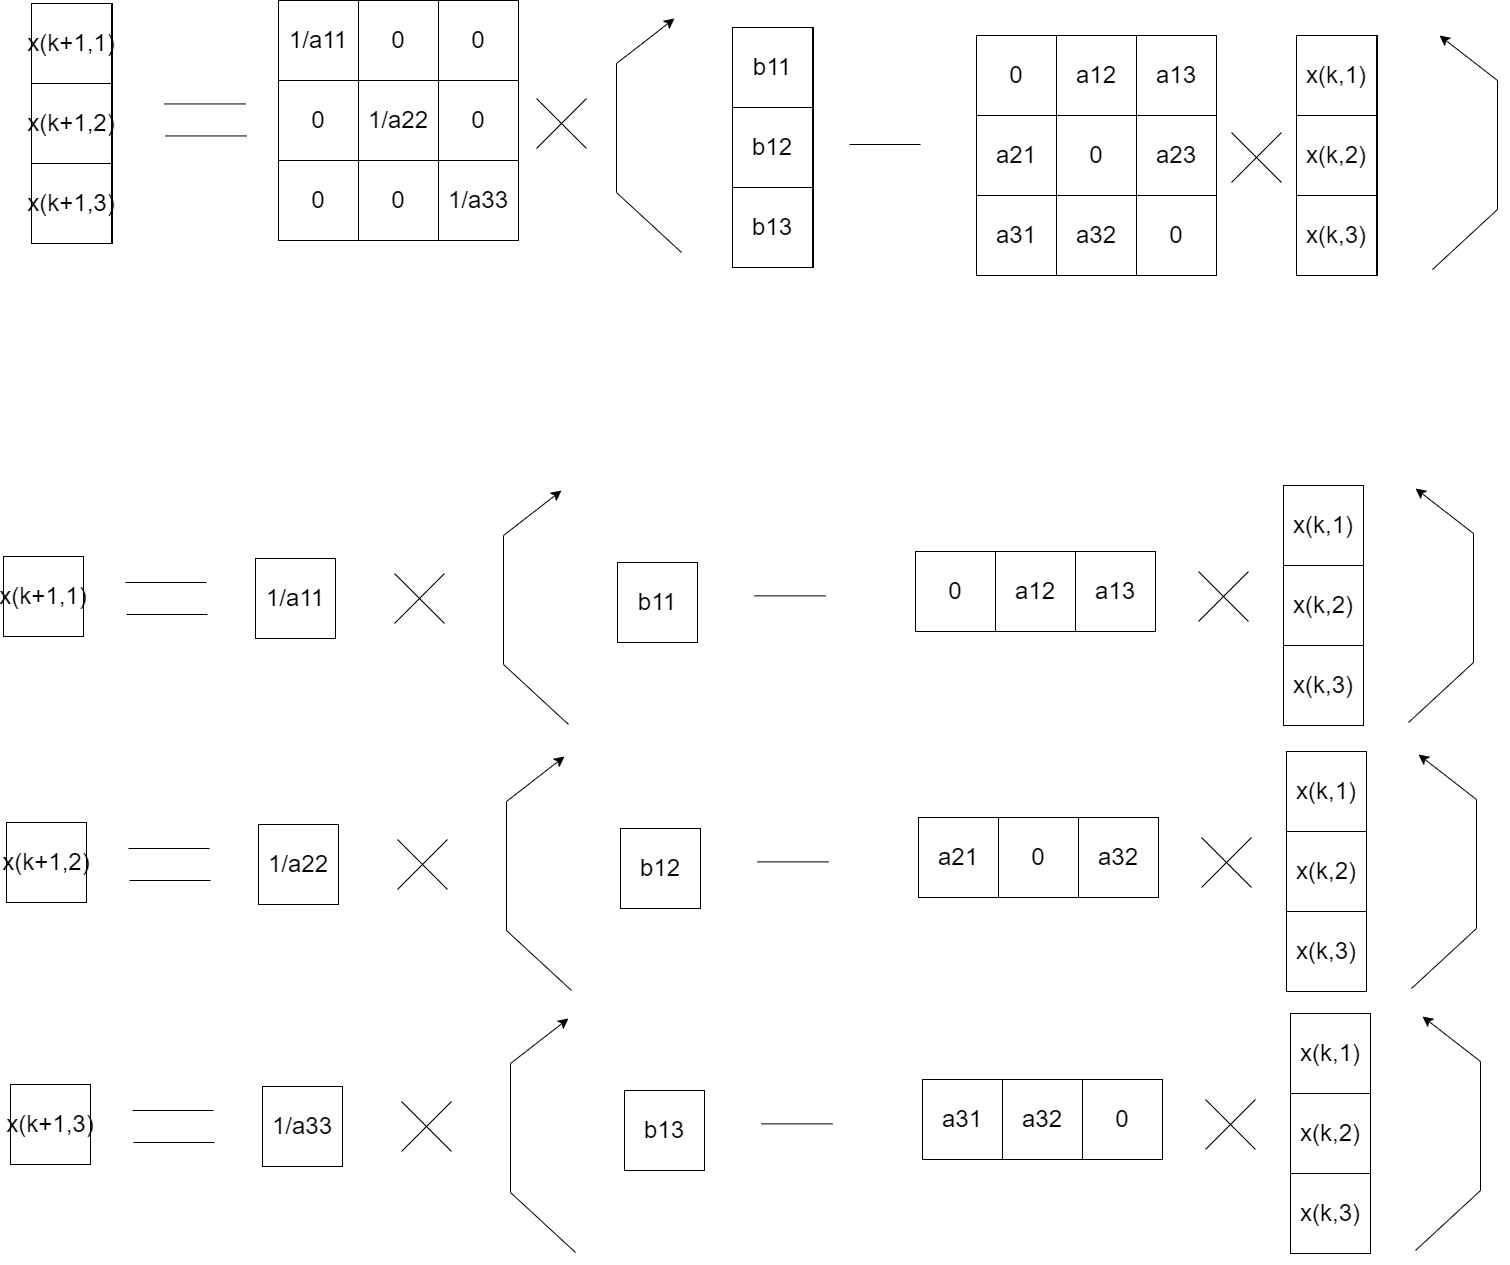 x(k+1,1) 1/a11 0 0 b11 0 a12 a13 x(k,1)
x(k+1,2) 0 1/a22 0 b12 a21 0 a23 x(k,2)
x(k+1,3) 0 0 1/a33 b13 a31 a32 0 x(k,3)
x(k,1)
x(k+1,1) 1/a11 b11 0 a12 a13 x(k,2)
x(k,3)
x(k,1)
x(k+1,2) 1/a22 b12 a21 0 a32 x(k,2)
x(k,3)
x(k,1)
x(k+1,3) 1/a33 b13 a31 a32 0 x(k,2)
x(k,3)